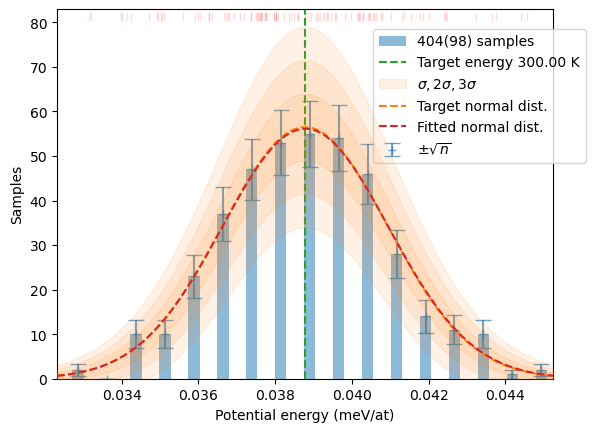 80
70
60
50
40
30
20
10
0
Samples
0.034
0.036
0.038
0.040
0.042
0.044
Potential energy (meV/at)
404(98) samples
Target energy 300.00 K
σ, 2σ, 3σ
Target normal dist.
Fitted normal dist.
±√n